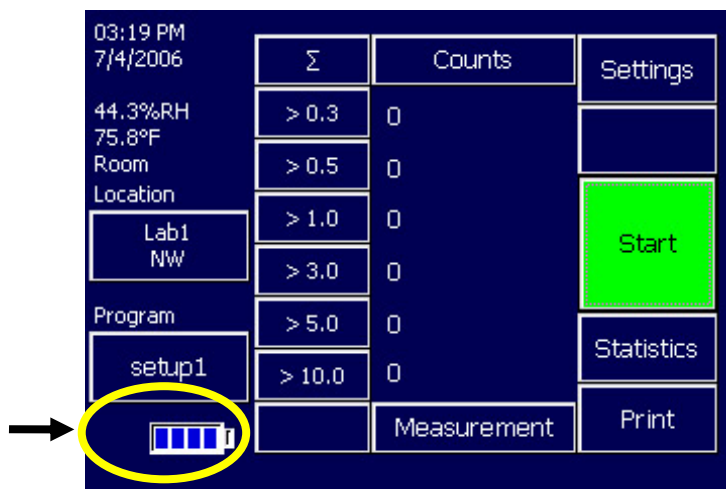 03:19 PM
7/4/2006
44.3%RH
75.8°F
Room
Location
Lab1
NW
Program
setup1
Σ
Counts
> 0.3
0
> 0.5
0
> 1.0
0
> 3.0
0
> 5.0
0
> 10.0
0
Measurement
Settings
Start
Statistics
Print